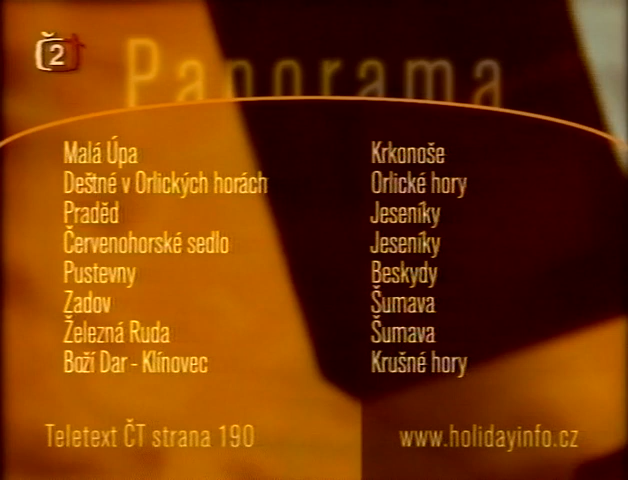 ČT 2
Panorama
Malá Úpa Krkonoše
Deštné v Orlických horách Orlické hory
Praděd Jeseníky
Červenohorské sedlo Jeseníky
Pustevny Beskydy
Zadov Šumava
Železná Ruda Šumava
Boží Dar - Klínovec Krušné hory
Teletext ČT strana 190 www.holidayinfo.cz